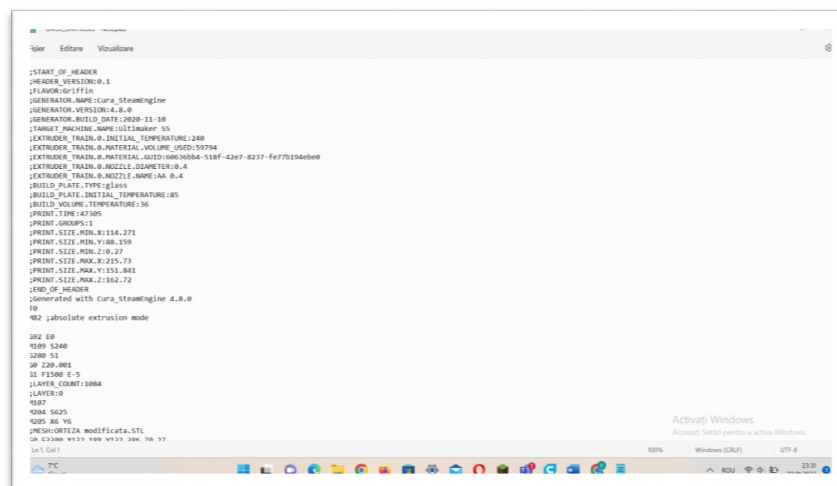 Editare Vizualizare
;START_OF_HEADER
;HEADER_VERSION:0.1
;FLAVOR:Griffin
;GENERATOR.NAME:Cura_SteamEngine
;GENERATOR.VERSION:4.8.0
;GENERATOR.BUILD_DATE:2020-11-10
;TARGET_MACHINE.NAME:Ultimaker S5
;EXTRUDER_TRAIN.0.INITIAL_TEMPERATURE:240
;EXTRUDER_TRAIN.0.MATERIAL.VOLUME_USED:59794
;EXTRUDER_TRAIN.0.MATERIAL.GUID:60636bb4-518f-42e7-8237-fe77b194ebe0
;EXTRUDER_TRAIN.0.NOZZLE.DIAMETER:0.4
;EXTRUDER_TRAIN.0.NOZZLE.NAME:AA 0.4
;BUILD_PLATE.TYPE:glass
;BUILD_PLATE.INITIAL_TEMPERATURE:85
;BUILD_VOLUME.TEMPERATURE:36
;PRINT.TIME:47305
;PRINT.GROUPS:1
;PRINT.SIZE.MIN.X:114.271
;PRINT.SIZE.MIN.Y:88.159
;PRINT.SIZE.MIN.Z:0.27
;PRINT.SIZE.MAX.X:215.73
;PRINT.SIZE.MAX.Y:151.841
;PRINT.SIZE.MAX.Z:162.72
;END_OF_HEADER
;Generated with Cura_SteamEngine 4.8.0
T0
M82 ;absolute extrusion mode
G92 E0
M109 S240
G280 S1
G0 Z20.001
G1 F1500 E-5
;LAYER_COUNT:1084
;LAYER:0
M107
M204 S625
M205 X6 Y6
;MESH:ORTEZA modificata.STL
Activați Windows
Accesați Setări pentru a activa Windows.
Ln 1, Col 1 100% Windows (CRLF) UTF-8
7°C ROU 23:31